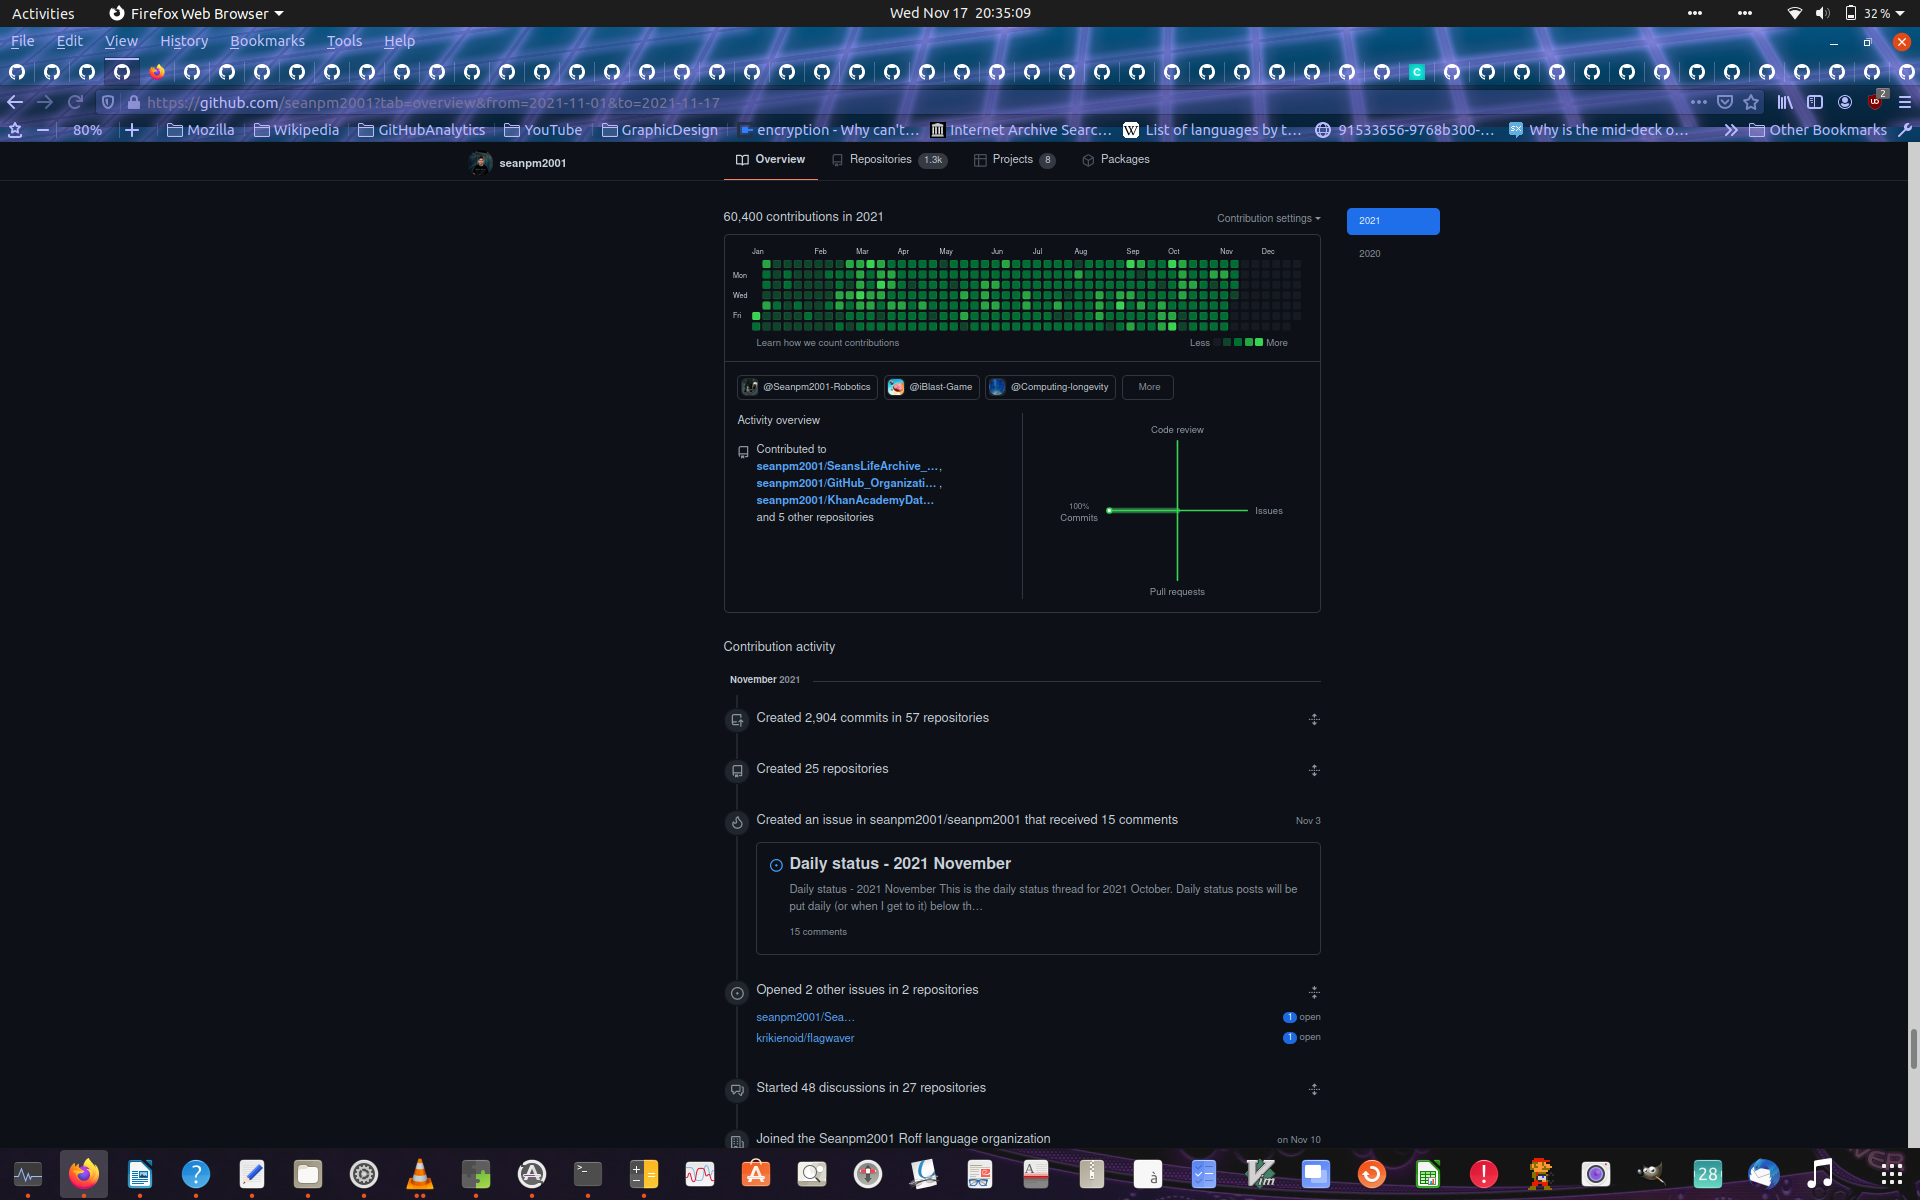 Activities
Firefox Web Browser
Wed Nov 17 20:35:09
32 %
File Edit View History Bookmarks Tools Help
https://github.com/seanpm2001?tab=overview&from=2021-11-01&to=2021-11-17
2
80%
Mozilla
Wikipedia
GitHubAnalytics
YouTube
GraphicDesign
encryption - Why can't…
Internet Archive Searc…
List of languages by t…
91533656-9768b300-…
Why is the mid-deck o…
Other Bookmarks
seanpm2001
Overview
Repositories 1.3k
Projects 8
Packages
60,400 contributions in 2021
Contribution settings
2021
2020
Jan Feb Mar Apr May Jun Jul Aug Sep Oct Nov Dec
Mon
Wed
Fri
Learn how we count contributions
Less More
@Seanpm2001-Robotics
@iBlast-Game
@Computing-longevity
More
Activity overview
Contributed to
seanpm2001/SeansLifeArchive_…,
seanpm2001/GitHub_Organizati… ,
seanpm2001/KhanAcademyDat…
and 5 other repositories
Code review
100%
Commits
Issues
Pull requests
Contribution activity
November 2021
Created 2,904 commits in 57 repositories
Created 25 repositories
Created an issue in seanpm2001/seanpm2001 that received 15 comments
Nov 3
Daily status - 2021 November
Daily status - 2021 November This is the daily status thread for 2021 October. Daily status posts will be
put daily (or when I get to it) below th…
15 comments
Opened 2 other issues in 2 repositories
seanpm2001/Sea…
1 open
krikienoid/flagwaver
1 open
Started 48 discussions in 27 repositories
Joined the Seanpm2001 Roff language organization
on Nov 10
28